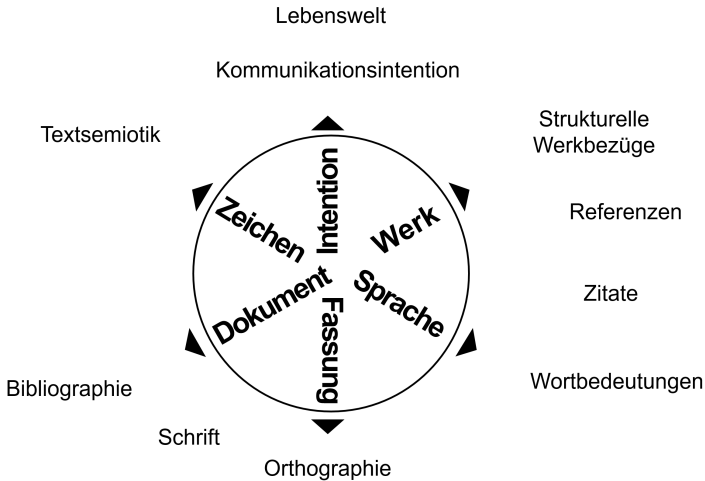 Lebenswelt
Kommunikationsintention
Textsemiotik
Strukturelle
Werkbezüge
Referenzen
Zitate
Wortbedeutungen
Bibliographie
Schrift
Orthographie
Intention
Werk
Sprache
Fassung
Dokument
Zeichen